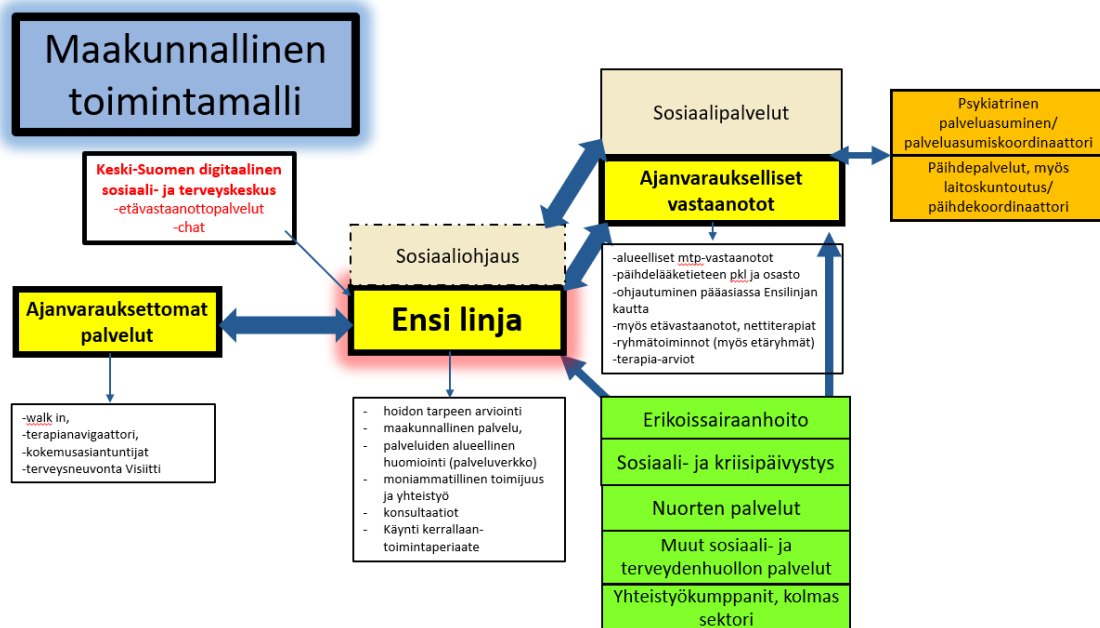 Maakunnallinen
toimintamalli
Keski-Suomen digitaalinen
sosiaali- ja terveyskeskus
-etävastaanottopalvelut
-chat
Ajanvarauksettomat
palvelut
-walk in,
-terapianavigaattori,
-kokemusasiantuntijat
-terveysneuvonta Visiitti
Sosiaaliohjaus
Ensi linja
- hoidon tarpeen arviointi
- maakunnallinen palvelu,
- palveluiden alueellinen
huomiointi (palveluverkko)
- moniammatillinen toimijuus
ja yhteistyö
- konsultaatiot
- Käynti kerrallaan-
toimintaperiaate
Sosiaalipalvelut
Ajanvaraukselliset
vastaanotot
-alueelliset mtp-vastaanotot
-päihdelääketieteen pkl ja osasto
-ohjautuminen pääasiassa Ensilinjan
kautta
-myös etävastaanotot, nettiterapiat
-ryhmätoiminnot (myös etäryhmät)
-terapia-arviot
Psykiatrinen
palveluasuminen/
palveluasumiskoordinaattori
Päihdepalvelut, myös
laitoskuntoutus/
päihdekoordinaattori
Erikoissairaanhoito
Sosiaali- ja kriisipäivystys
Nuorten palvelut
Muut sosiaali- ja
terveydenhuollon palvelut
Yhteistyökumppanit, kolmas
sektori